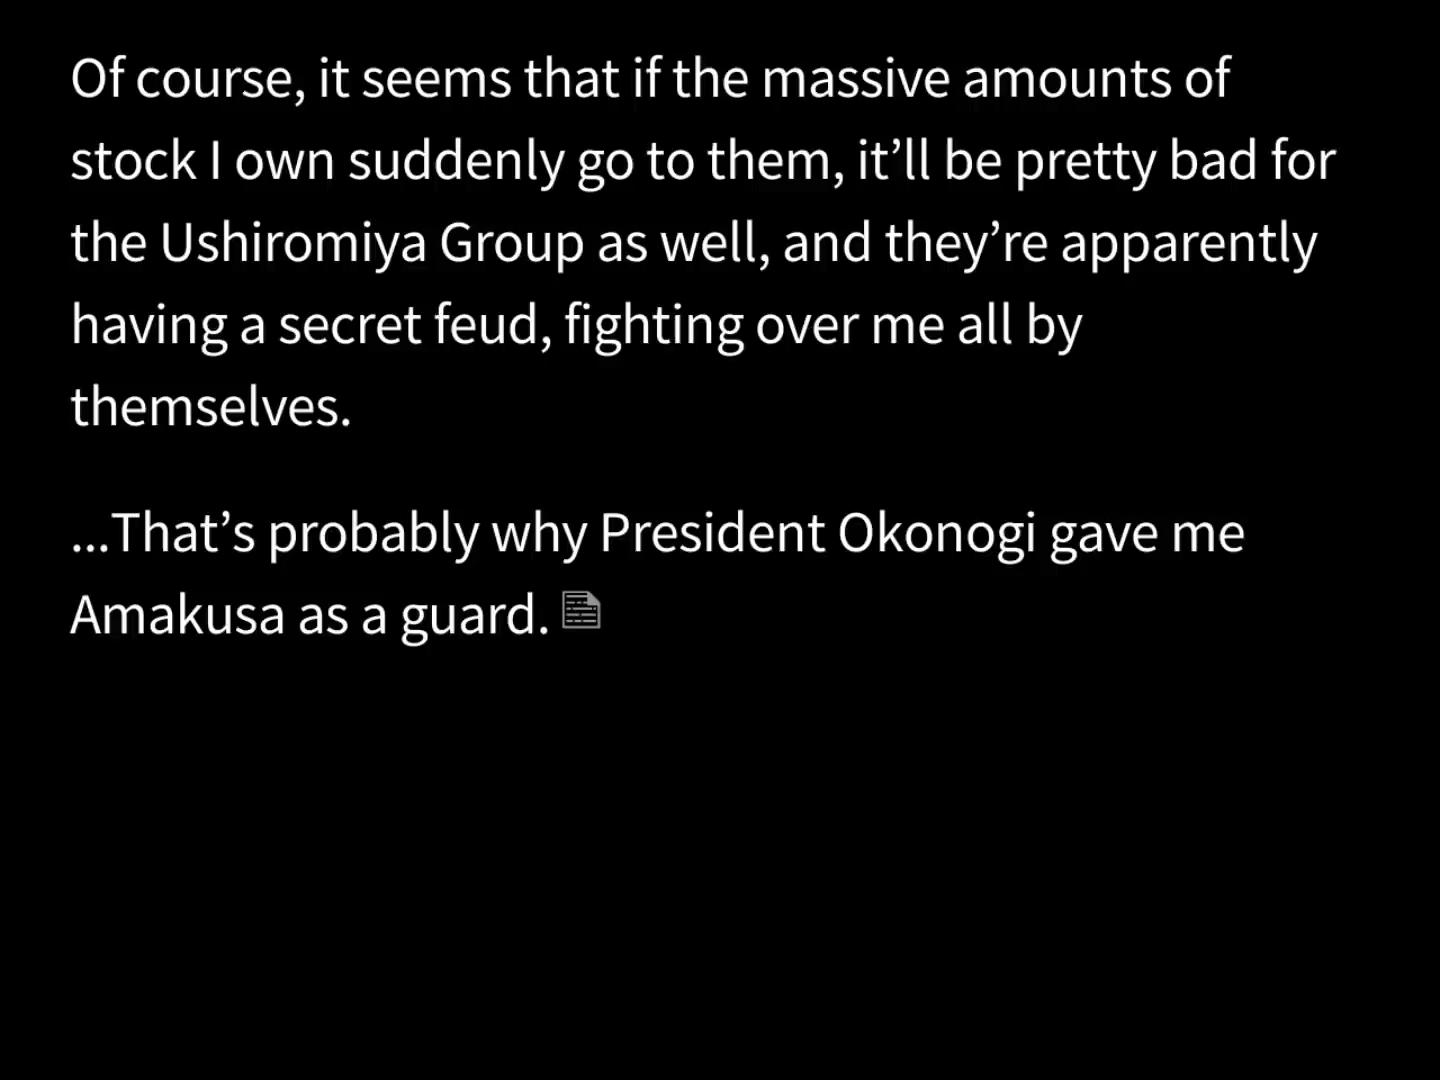 Of course, it seems that if the massive amounts of
stock I own suddenly go to them, it’ll be pretty bad for
the Ushiromiya Group as well, and they’re apparently
having a secret feud, fighting over me all by
themselves.
...That’s probably why President Okonogi gave me
Amakusa as a guard.